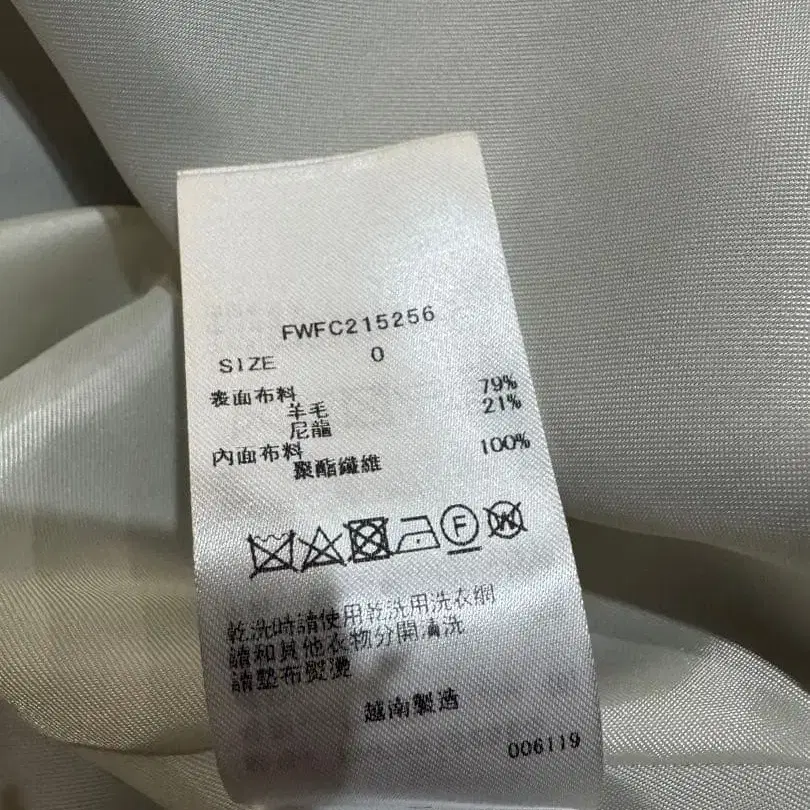 FWFC215256
SIZE 0
表面布料
羊毛 79%
尼龍 21%
內面布料
聚酯纖維 100%
F W
乾洗時請使用乾洗用洗衣網
請和其他衣物分開清洗
請墊布熨燙
越南製造
006119